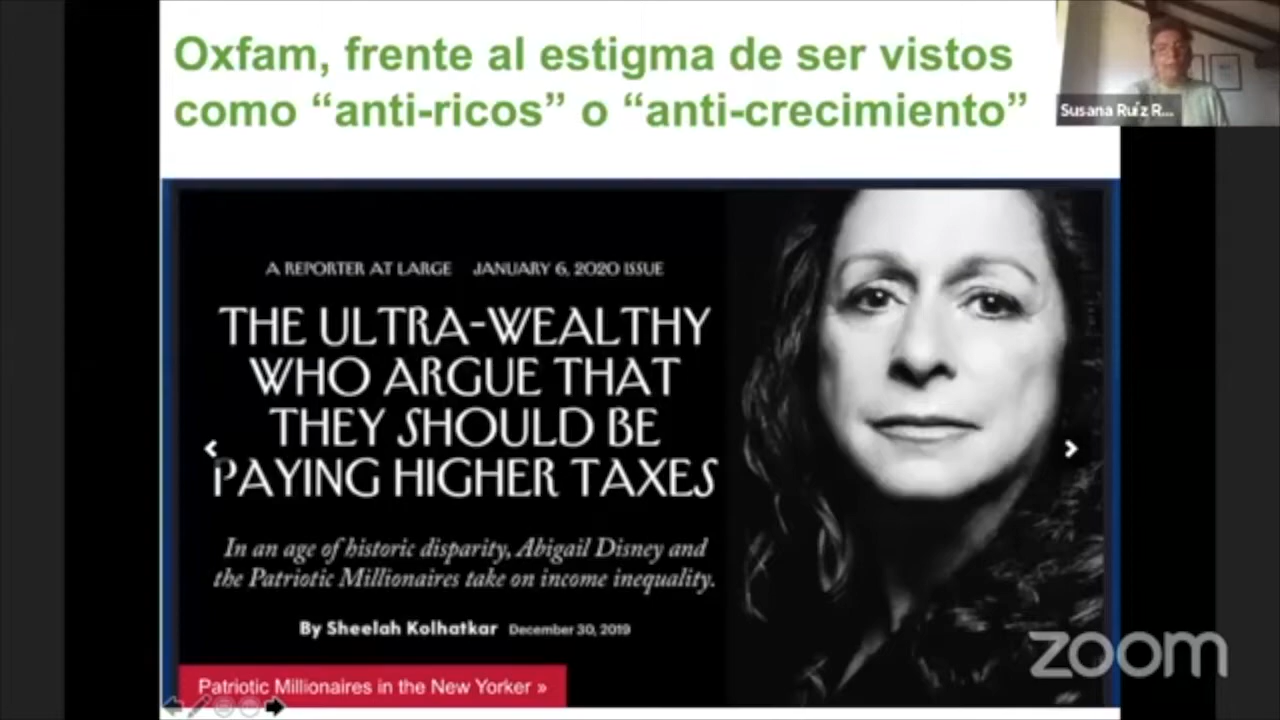 Oxfam, frente al estigma de ser vistos
como “anti-ricos” o “anti-crecimiento”
Susana Ruíz R...
A REPORTER AT LARGE JANUARY 6, 2020 ISSUE
THE ULTRA-WEALTHY
WHO ARGUE THAT
THEY SHOULD BE
PAYING HIGHER TAXES
In an age of historic disparity, Abigail Disney and
the Patriotic Millionaires take on income inequality.
By Sheelah Kolhatkar December 30, 2019
Patriotic Millionaires in the New Yorker »
zoom